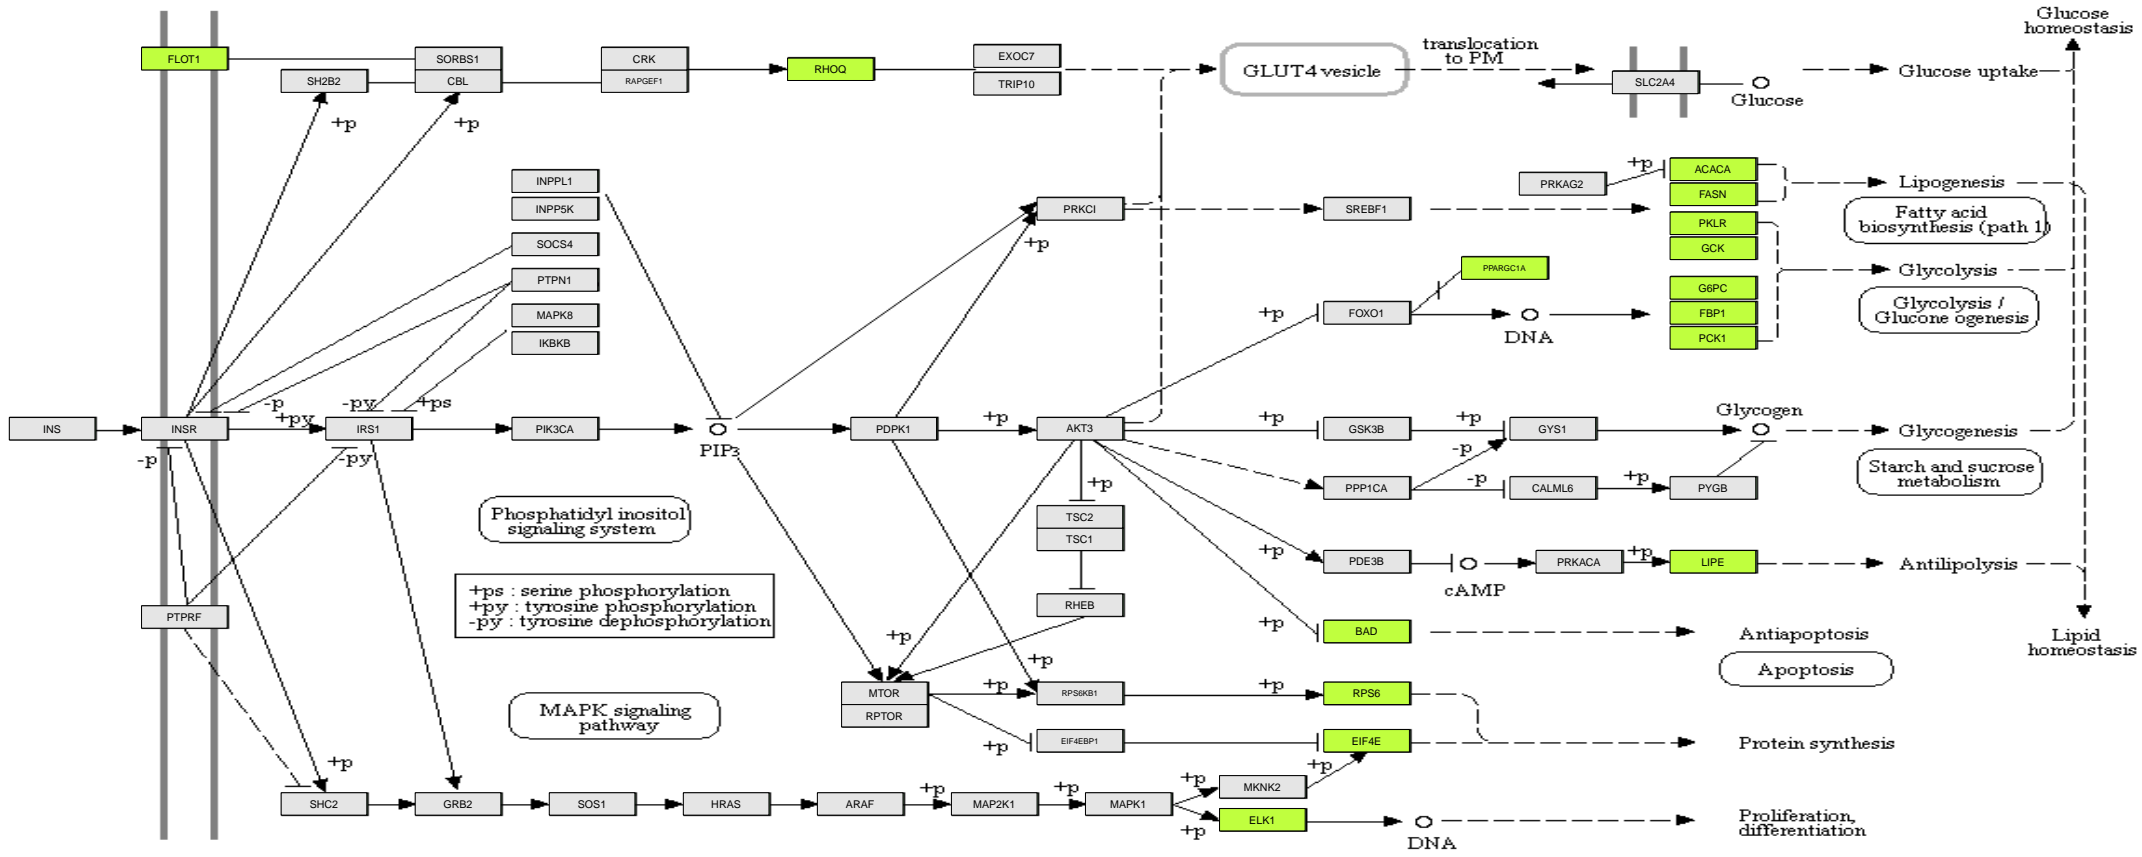 Glucose
homeostasis
FLOT1
SORBS1
CRK
EXOC7
translocation
to PM
SH2B2
CBL
RAPGEF1
RHOQ
TRIP10
GLUT4 vesicle
SLC2A4
Glucose
Glucose uptake
+p
+p
INPPL1
INPP5K
SOCS4
PTPN1
MAPK8
IKBKB
PRKCI
+p
SREBF1
PRKAG2
+p
ACACA
FASN
PKLR
GCK
Lipogenesis
Fatty acid
biosynthesis (path 1)
PPARGC1A
Glycolysis
+p
FOXO1
DNA
G6PC
FBP1
PCK1
Glycolysis /
Glucone ogenesis
INS
INSR
-p
+py
-py
+ps
IRS1
PIK3CA
PIP3
PDPK1
+p
AKT3
+p
GSK3B
+p
GYS1
Glycogen
Glycogenesis
-p
-py
+p
PPP1CA
-p
-p
CALML6
+p
PYGB
Starch and sucrose
metabolism
Phosphatidyl inositol
signaling system
TSC2
TSC1
+p
PDE3B
cAMP
PRKACA
+p
LIPE
Antilipolysis
+ps : serine phosphorylation
+py : tyrosine phosphorylation
-py : tyrosine dephosphorylation
PTPRF
RHEB
+p
+p
BAD
Antiapoptosis
Lipid
homeostasis
Apoptosis
+p
MTOR
RPTOR
+p
RPS6KB1
+p
RPS6
MAPK signaling
pathway
+p
EIF4EBP1
EIF4E
Protein synthesis
+p
SHC2
GRB2
SOS1
HRAS
ARAF
+p
MAP2K1
+p
MAPK1
+p
MKNK2
+p
+p
ELK1
DNA
Proliferation,
differentiation